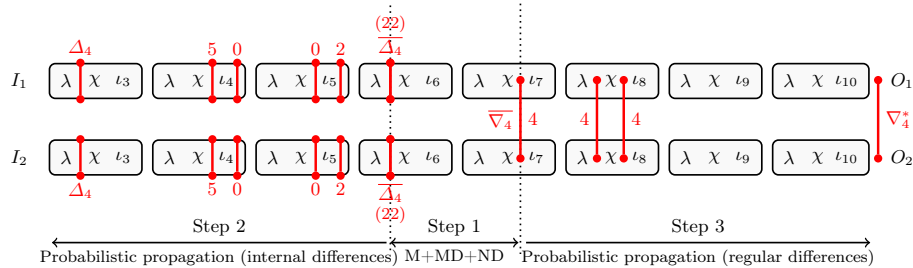 (22)
Δ₄ 5 0 0 2 Δ̅₄
I₁ λ χ ι₃ λ χ ι₄ λ χ ι₅ λ χ ι₆ λ χ ι₇ λ χ ι₈ λ χ ι₉ λ χ ι₁₀ O₁
∇̅₄ 4 4 4 ∇₄*
I₂ λ χ ι₃ λ χ ι₄ λ χ ι₅ λ χ ι₆ λ χ ι₇ λ χ ι₈ λ χ ι₉ λ χ ι₁₀ O₂
Δ₄ 5 0 0 2 Δ̅₄
(22)
Step 2 Step 1 Step 3
Probabilistic propagation (internal differences) M+MD+ND Probabilistic propagation (regular differences)